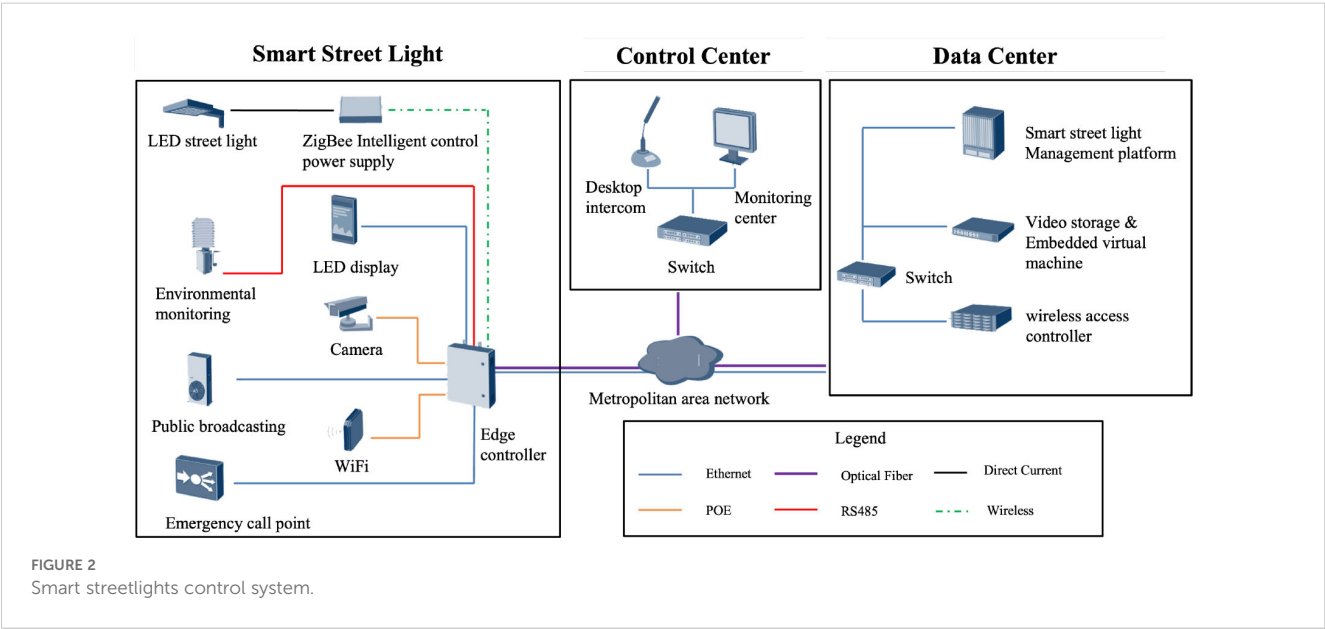 Smart Street Light
Control Center
Data Center
LED street light
ZigBee Intelligent control
power supply
Environmental
monitoring
LED display
Camera
Public broadcasting
WiFi
Edge
controller
Emergency call point
Desktop
intercom
Monitoring
center
Switch
Smart street light
Management platform
Video storage &
Embedded virtual
machine
Switch
wireless access
controller
Metropolitan area network
Legend
Ethernet
Optical Fiber
Direct Current
POE
RS485
Wireless
FIGURE 2
Smart streetlights control system.